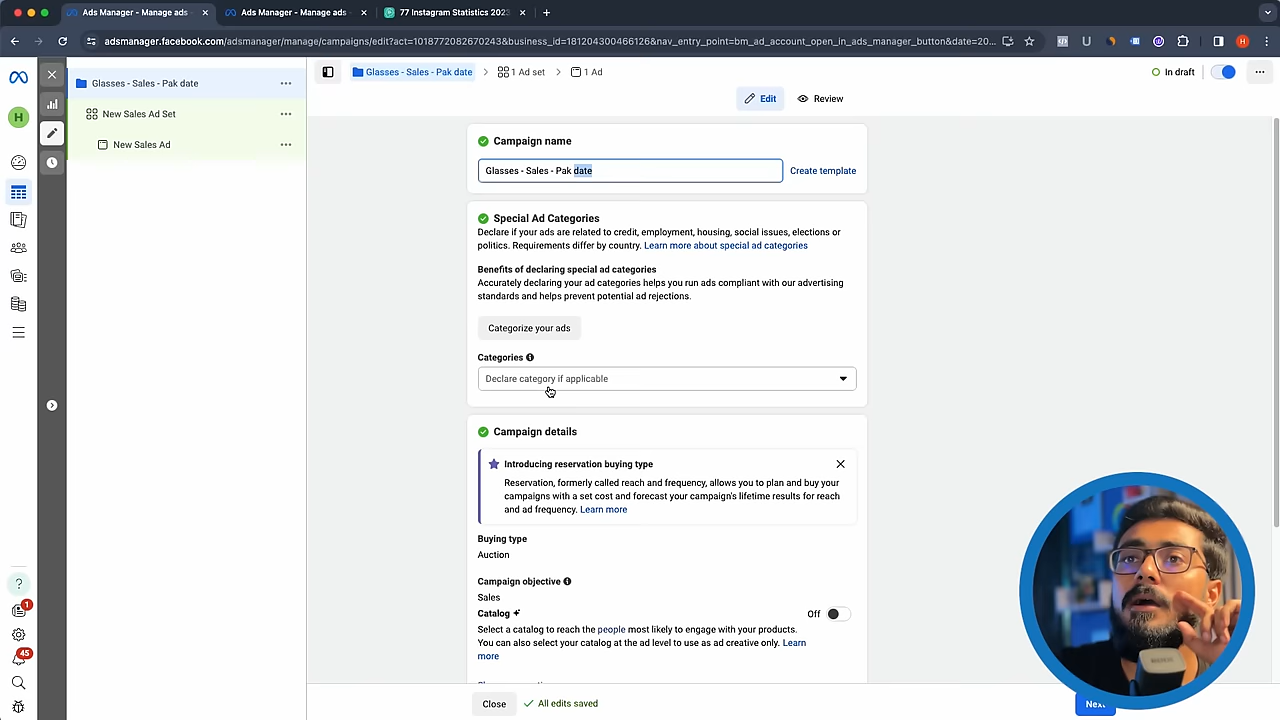 Ads Manager - Manage ads -
Ads Manager - Manage ads -
77 Instagram Statistics 2023
adsmanager.facebook.com/adsmanager/manage/campaigns/edit?act=1018772082670243&business_id=181204300466126&nav_entry_point=bm_ad_account_open_in_ads_manager_button&date=20...
H
Glasses - Sales - Pak date
New Sales Ad Set
New Sales Ad
H
?
1
45
Glasses - Sales - Pak date
1 Ad set
1 Ad
In draft
Edit
Review
Campaign name
Glasses - Sales - Pak date
Create template
Special Ad Categories
Declare if your ads are related to credit, employment, housing, social issues, elections or
politics. Requirements differ by country. Learn more about special ad categories
Benefits of declaring special ad categories
Accurately declaring your ad categories helps you run ads compliant with our advertising
standards and helps prevent potential ad rejections.
Categorize your ads
Categories
Declare category if applicable
Campaign details
Introducing reservation buying type
Reservation, formerly called reach and frequency, allows you to plan and buy your
campaigns with a set cost and forecast your campaign's lifetime results for reach
and ad frequency. Learn more
Buying type
Auction
Campaign objective
Sales
Catalog
Off
Select a catalog to reach the people most likely to engage with your products.
You can also select your catalog at the ad level to use as ad creative only. Learn
more
Close
All edits saved
Next